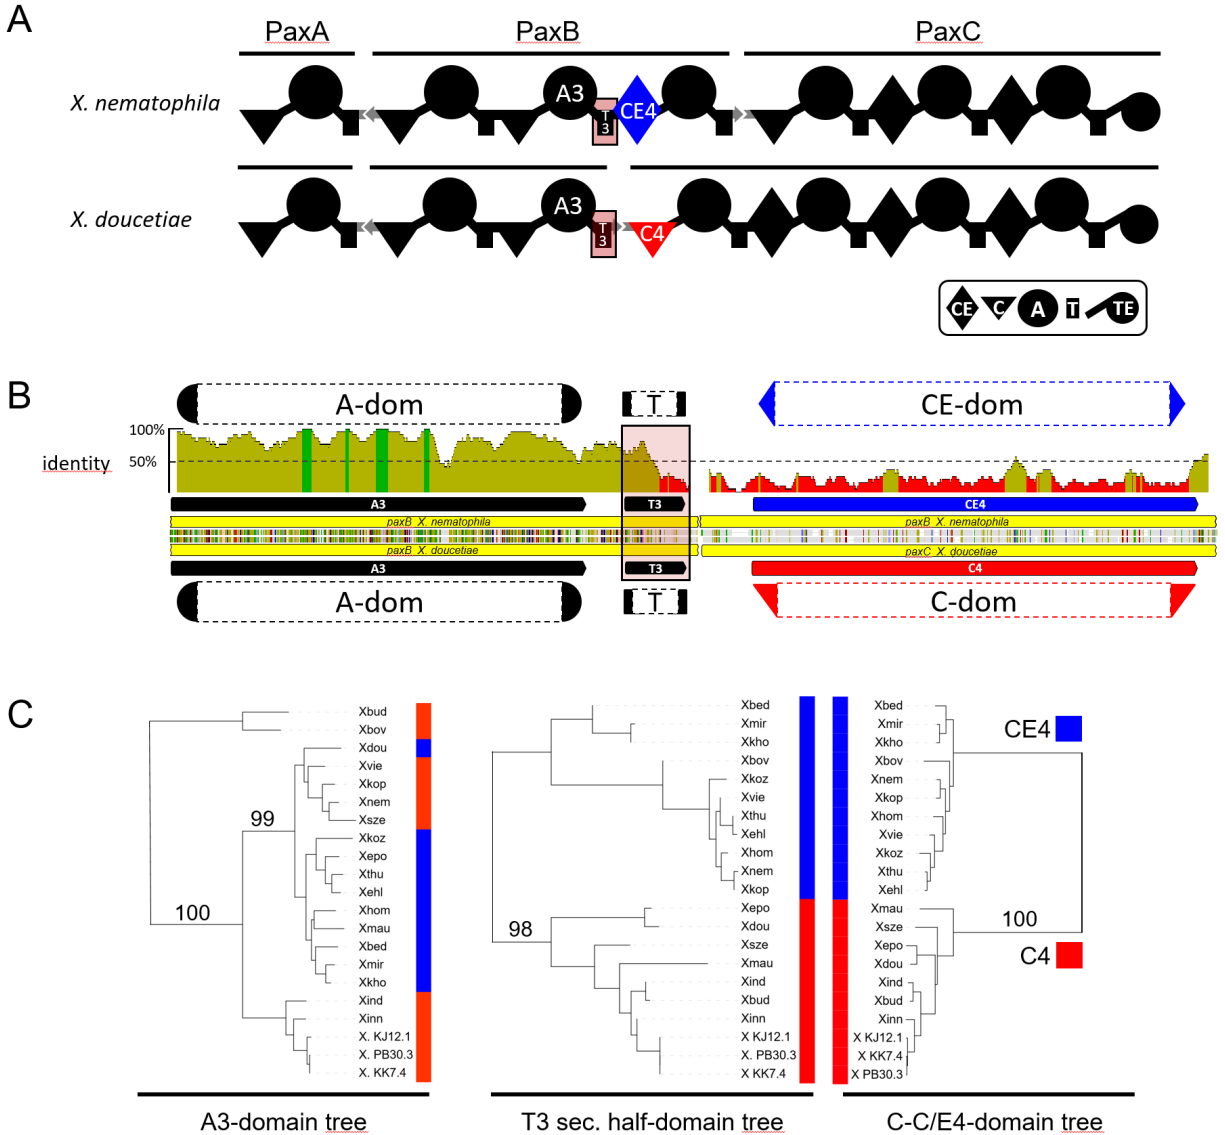 A
PaxA PaxB PaxC
X. nematophila
A3
T
3
CE4
X. doucetiae
A3
T
3
C4
CE C A T TE
B
A-dom T CE-dom
100%
identity
50%
A3 T3 CE4
paxB X. nematophila paxB X. nematophila
paxB X. doucetiae paxC X. doucetiae
A3 T3 C4
A-dom T C-dom
C
Xbud
Xbov
Xdou
Xvie
Xkop
Xnem
Xsze
Xkoz
Xepo
Xthu
Xehl
Xhom
Xmau
Xbed
Xmir
Xkho
Xind
Xinn
X. KJ12.1
X. PB30.3
X. KK7.4
99
100
A3-domain tree
Xbed
Xmir
Xkho
Xbov
Xkoz
Xvie
Xthu
Xehl
Xhom
Xnem
Xkop
Xepo
Xdou
Xsze
Xmau
Xind
Xbud
Xinn
X KJ12.1
X. PB30.3
X KK7.4
98
T3 sec. half-domain tree
Xbed
Xmir
Xkho
Xbov
Xnem
Xkop
Xhom
Xvie
Xkoz
Xthu
Xehl
Xmau
Xsze
Xepo
Xdou
Xind
Xbud
Xinn
X KJ12.1
X KK7.4
X PB30.3
CE4
100
C4
C-C/E4-domain tree